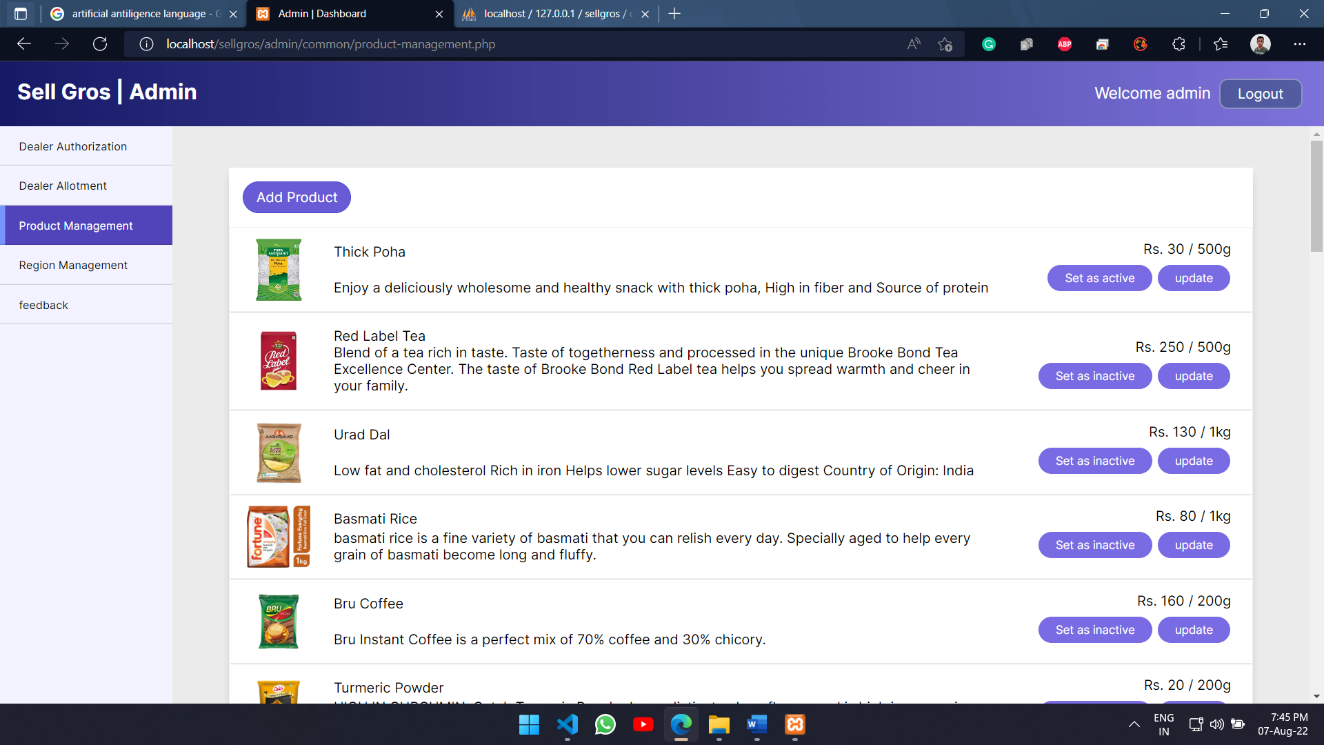 artificial antiligence language - G
Admin | Dashboard
localhost / 127.0.0.1 / sellgros /
localhost/sellgros/admin/common/product-management.php
ABP
Sell Gros | Admin
Welcome admin
Logout
Dealer Authorization
Dealer Allotment
Product Management
Region Management
feedback
Add Product
Thick Poha
Rs. 30 / 500g
Enjoy a deliciously wholesome and healthy snack with thick poha, High in fiber and Source of protein
Set as active
update
Red Label Tea
Blend of a tea rich in taste. Taste of togetherness and processed in the unique Brooke Bond Tea
Excellence Center. The taste of Brooke Bond Red Label tea helps you spread warmth and cheer in
your family.
Rs. 250 / 500g
Set as inactive
update
Red
Label
Urad Dal
Rs. 130 / 1kg
Low fat and cholesterol Rich in iron Helps lower sugar levels Easy to digest Country of Origin: India
Set as inactive
update
Basmati Rice
Rs. 80 / 1kg
basmati rice is a fine variety of basmati that you can relish every day. Specially aged to help every
grain of basmati become long and fluffy.
Set as inactive
update
fortune
1kg
Bru Coffee
Rs. 160 / 200g
Bru Instant Coffee is a perfect mix of 70% coffee and 30% chicory.
Set as inactive
update
BRU
Turmeric Powder
Rs. 20 / 200g
ENG
IN
7:45 PM
07-Aug-22